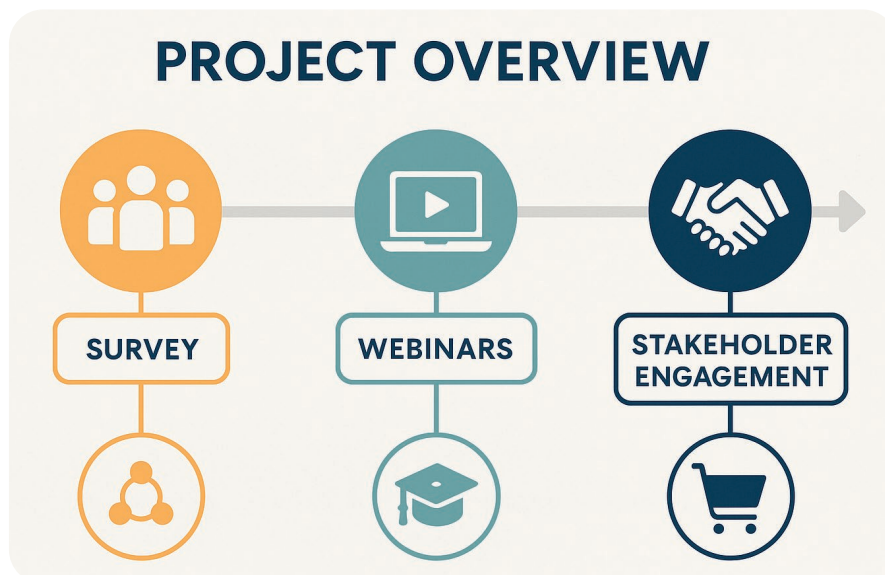 PROJECT OVERVIEW
SURVEY
WEBINARS
STAKEHOLDER
ENGAGEMENT